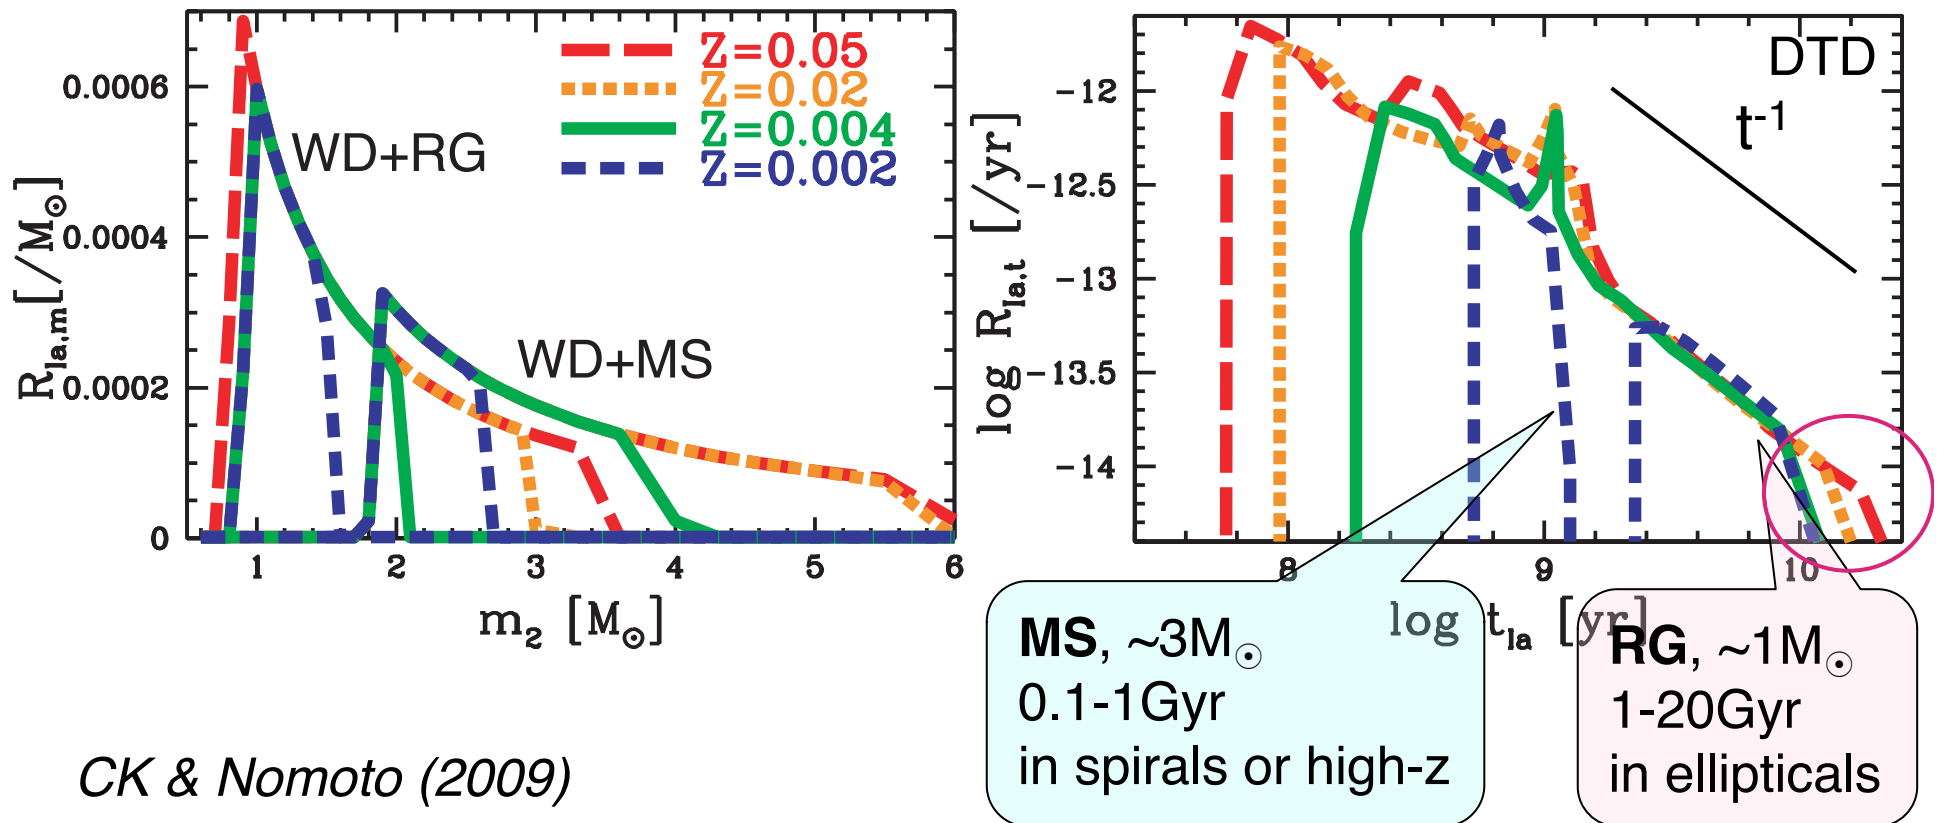 Z=0.05
Z=0.02
Z=0.004
Z=0.002
WD+RG
WD+MS
0.0006
0.0004
0.0002
0
R_Ia,m [/M⊙]
1 2 3 4 5 6
m₂ [M⊙]
DTD
t⁻¹
-12
-12.5
-13
-13.5
-14
log R_Ia,t [/yr]
8 9 10
log t_Ia [yr]
MS, ~3M⊙
0.1-1Gyr
in spirals or high-z
RG, ~1M⊙
1-20Gyr
in ellipticals
CK & Nomoto (2009)